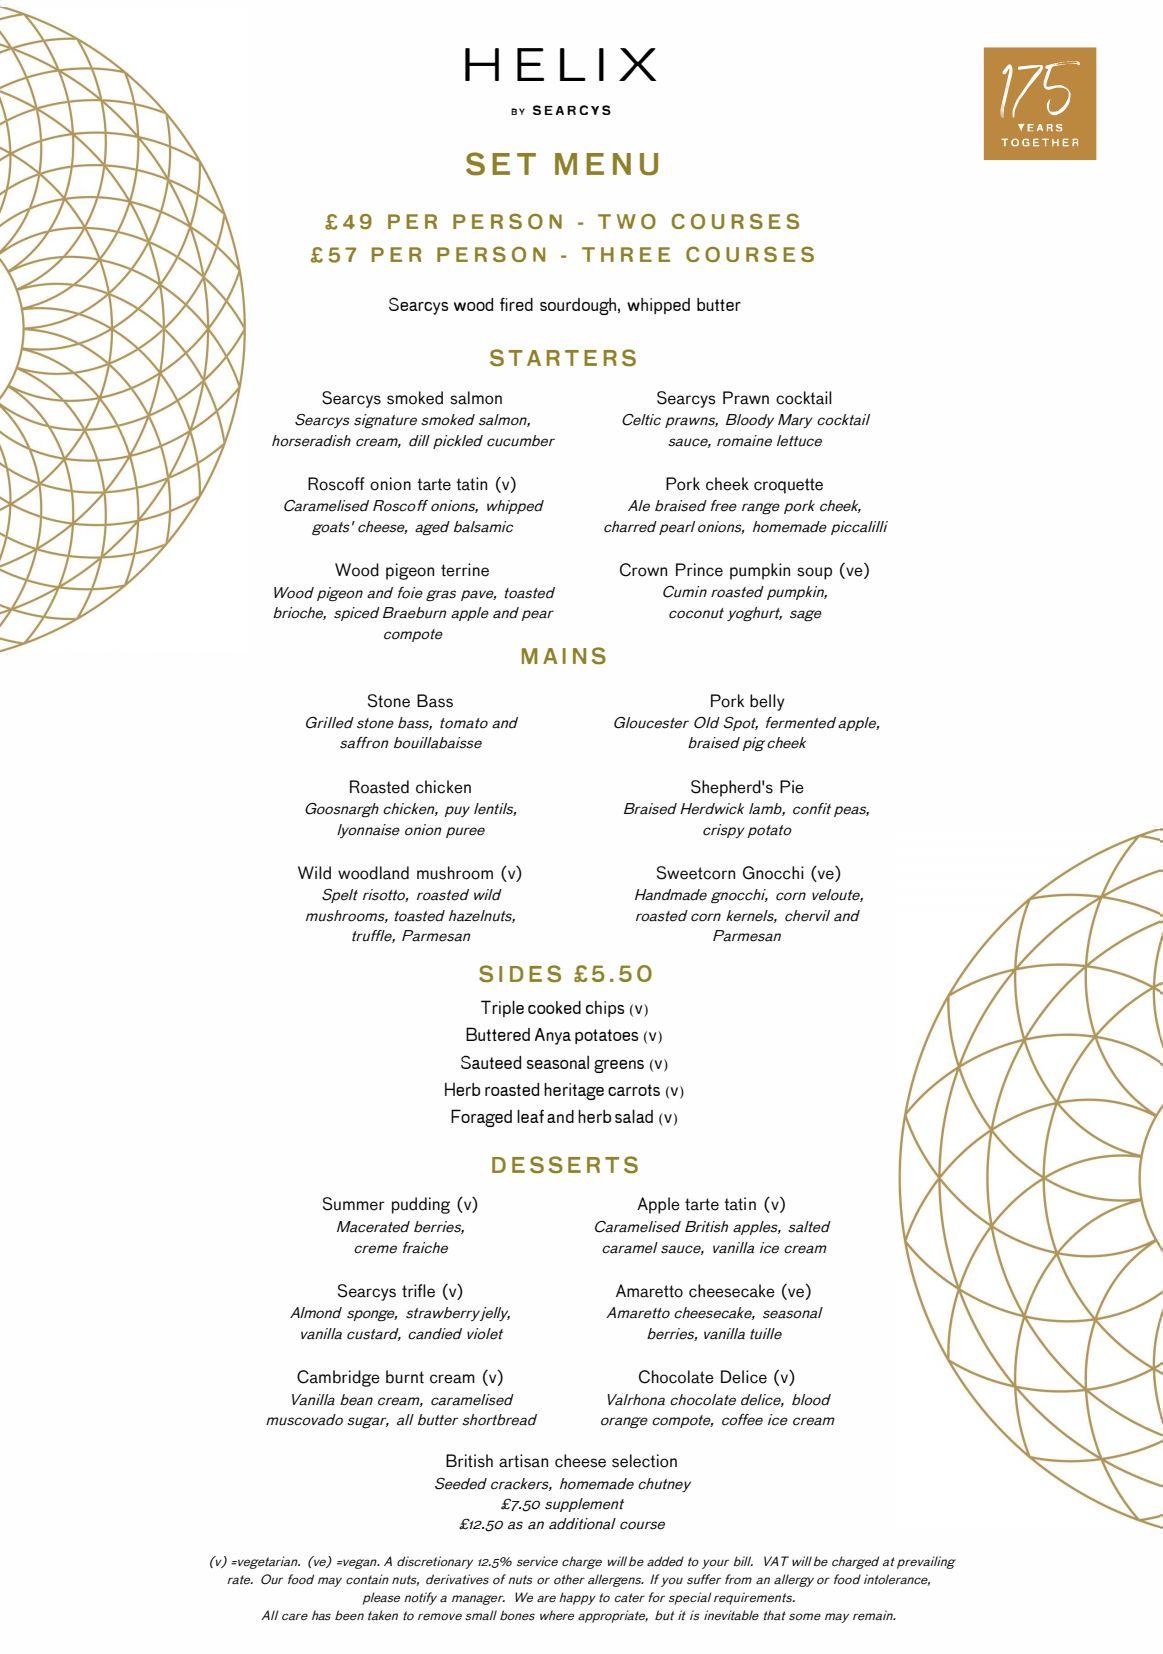 HELIX
BY SEARCYS
175
YEARS
TOGETHER
SET MENU
£49 PER PERSON - TWO COURSES
£57 PER PERSON - THREE COURSES
Searcys wood fired sourdough, whipped butter
STARTERS
Searcys smoked salmon
Searcys signature smoked salmon,
horseradish cream, dill pickled cucumber
Searcys Prawn cocktail
Celtic prawns, Bloody Mary cocktail
sauce, romaine lettuce
Roscoff onion tarte tatin (v)
Caramelised Roscoff onions, whipped
goats' cheese, aged balsamic
Pork cheek croquette
Ale braised free range pork cheek,
charred pearl onions, homemade piccalilli
Wood pigeon terrine
Wood pigeon and foie gras pave, toasted
brioche, spiced Braeburn apple and pear
compote
Crown Prince pumpkin soup (ve)
Cumin roasted pumpkin,
coconut yoghurt, sage
MAINS
Stone Bass
Grilled stone bass, tomato and
saffron bouillabaisse
Pork belly
Gloucester Old Spot, fermented apple,
braised pig cheek
Roasted chicken
Goosnargh chicken, puy lentils,
lyonnaise onion puree
Shepherd's Pie
Braised Herdwick lamb, confit peas,
crispy potato
Wild woodland mushroom (v)
Spelt risotto, roasted wild
mushrooms, toasted hazelnuts,
truffle, Parmesan
Sweetcorn Gnocchi (ve)
Handmade gnocchi, corn veloute,
roasted corn kernels, chervil and
Parmesan
SIDES £5.50
Triple cooked chips (v)
Buttered Anya potatoes (v)
Sauteed seasonal greens (v)
Herb roasted heritage carrots (v)
Foraged leaf and herb salad (v)
DESSERTS
Summer pudding (v)
Macerated berries,
creme fraiche
Apple tarte tatin (v)
Caramelised British apples, salted
caramel sauce, vanilla ice cream
Searcys trifle (v)
Almond sponge, strawberry jelly,
vanilla custard, candied violet
Amaretto cheesecake (ve)
Amaretto cheesecake, seasonal
berries, vanilla tuille
Cambridge burnt cream (v)
Vanilla bean cream, caramelised
muscovado sugar, all butter shortbread
Chocolate Delice (v)
Valrhona chocolate delice, blood
orange compote, coffee ice cream
British artisan cheese selection
Seeded crackers, homemade chutney
£7.50 supplement
£12.50 as an additional course
(v) =vegetarian. (ve) =vegan. A discretionary 12.5% service charge will be added to your bill. VAT will be charged at prevailing
rate. Our food may contain nuts, derivatives of nuts or other allergens. If you suffer from an allergy or food intolerance,
please notify a manager. We are happy to cater for special requirements.
All care has been taken to remove small bones where appropriate, but it is inevitable that some may remain.